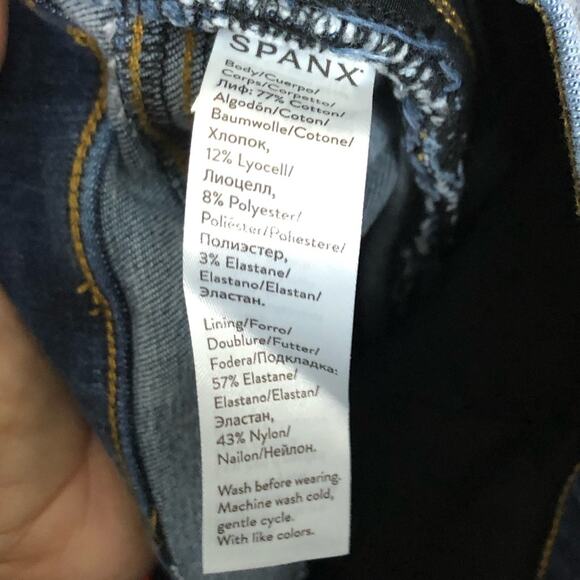 SPANX
Body/Cuerpo/
Corps/Corpetto/
Лиф: 77% Cotton/
Algodón/Coton/
Baumwolle/Cotone/
Хлопок,
12% Lyocell/
Лиоцелл,
8% Polyester/
Poliéster/Poliestere/
Полиэстер,
3% Elastane/
Elastano/Elastan/
Эластан.
Lining/Forro/
Doublure/Futter/
Fodera/Подкладка:
57% Elastane/
Elastano/Elastan/
Эластан,
43% Nylon/
Nailon/Нейлон.
Wash before wearing.
Machine wash cold,
gentle cycle.
With like colors.